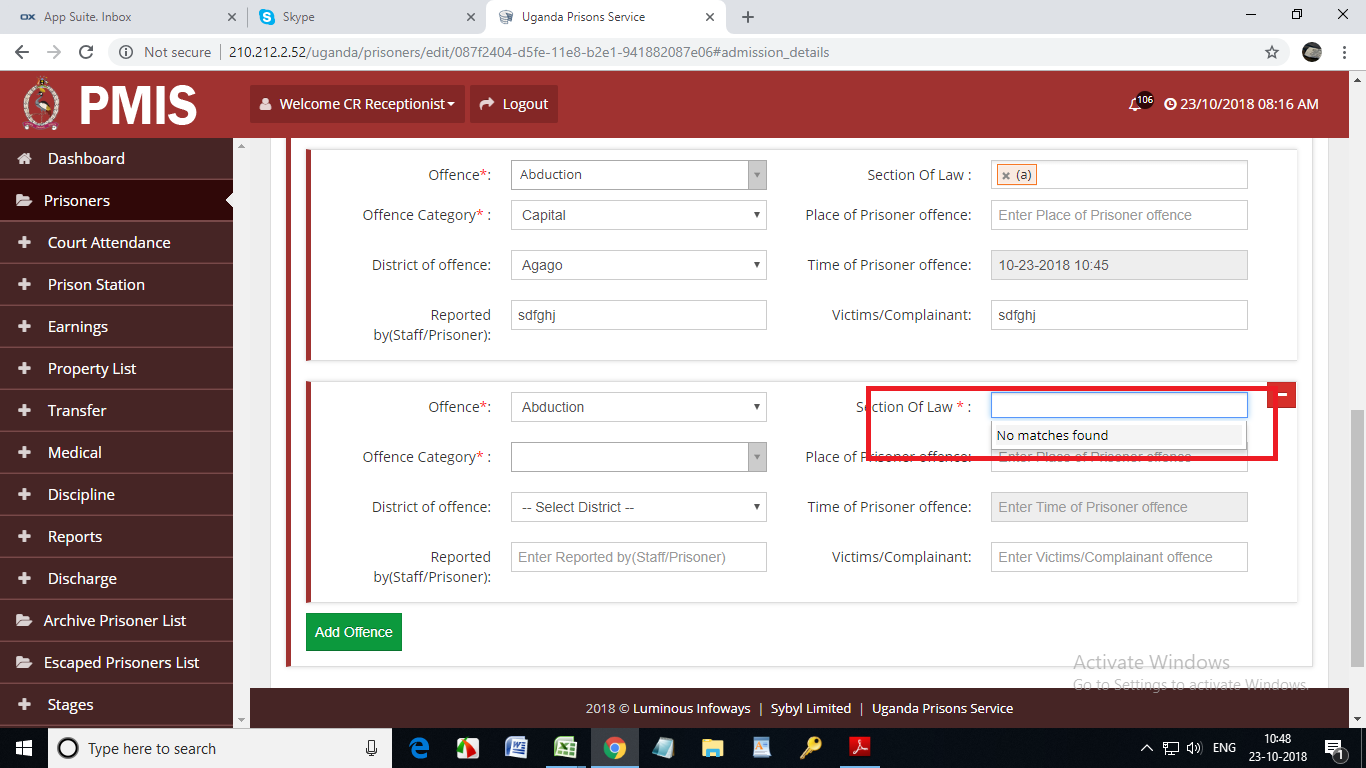 App Suite. Inbox
Skype
Uganda Prisons Service
Not secure 210.212.2.52/uganda/prisoners/edit/087f2404-d5fe-11e8-b2e1-941882087e06#admission_details
PMIS
Welcome CR Receptionist
Logout
106
23/10/2018 08:16 AM
Dashboard
Prisoners
Court Attendance
Prison Station
Earnings
Property List
Transfer
Medical
Discipline
Reports
Discharge
Archive Prisoner List
Escaped Prisoners List
Stages
Offence*: Abduction
Section Of Law : × (a)
Offence Category* : Capital
Place of Prisoner offence: Enter Place of Prisoner offence
District of offence: Agago
Time of Prisoner offence: 10-23-2018 10:45
Reported
by(Staff/Prisoner): sdfghj
Victims/Complainant: sdfghj
Offence*: Abduction
Section Of Law * :
No matches found
Offence Category* :
Place of Prisoner offence: Enter Place of Prisoner offence
District of offence: -- Select District --
Time of Prisoner offence: Enter Time of Prisoner offence
Reported
by(Staff/Prisoner): Enter Reported by(Staff/Prisoner)
Victims/Complainant: Enter Victims/Complainant offence
Add Offence
Activate Windows
Go to Settings to activate Windows.
2018 © Luminous Infoways | Sybyl Limited | Uganda Prisons Service
Type here to search
ENG
10:48
23-10-2018
1